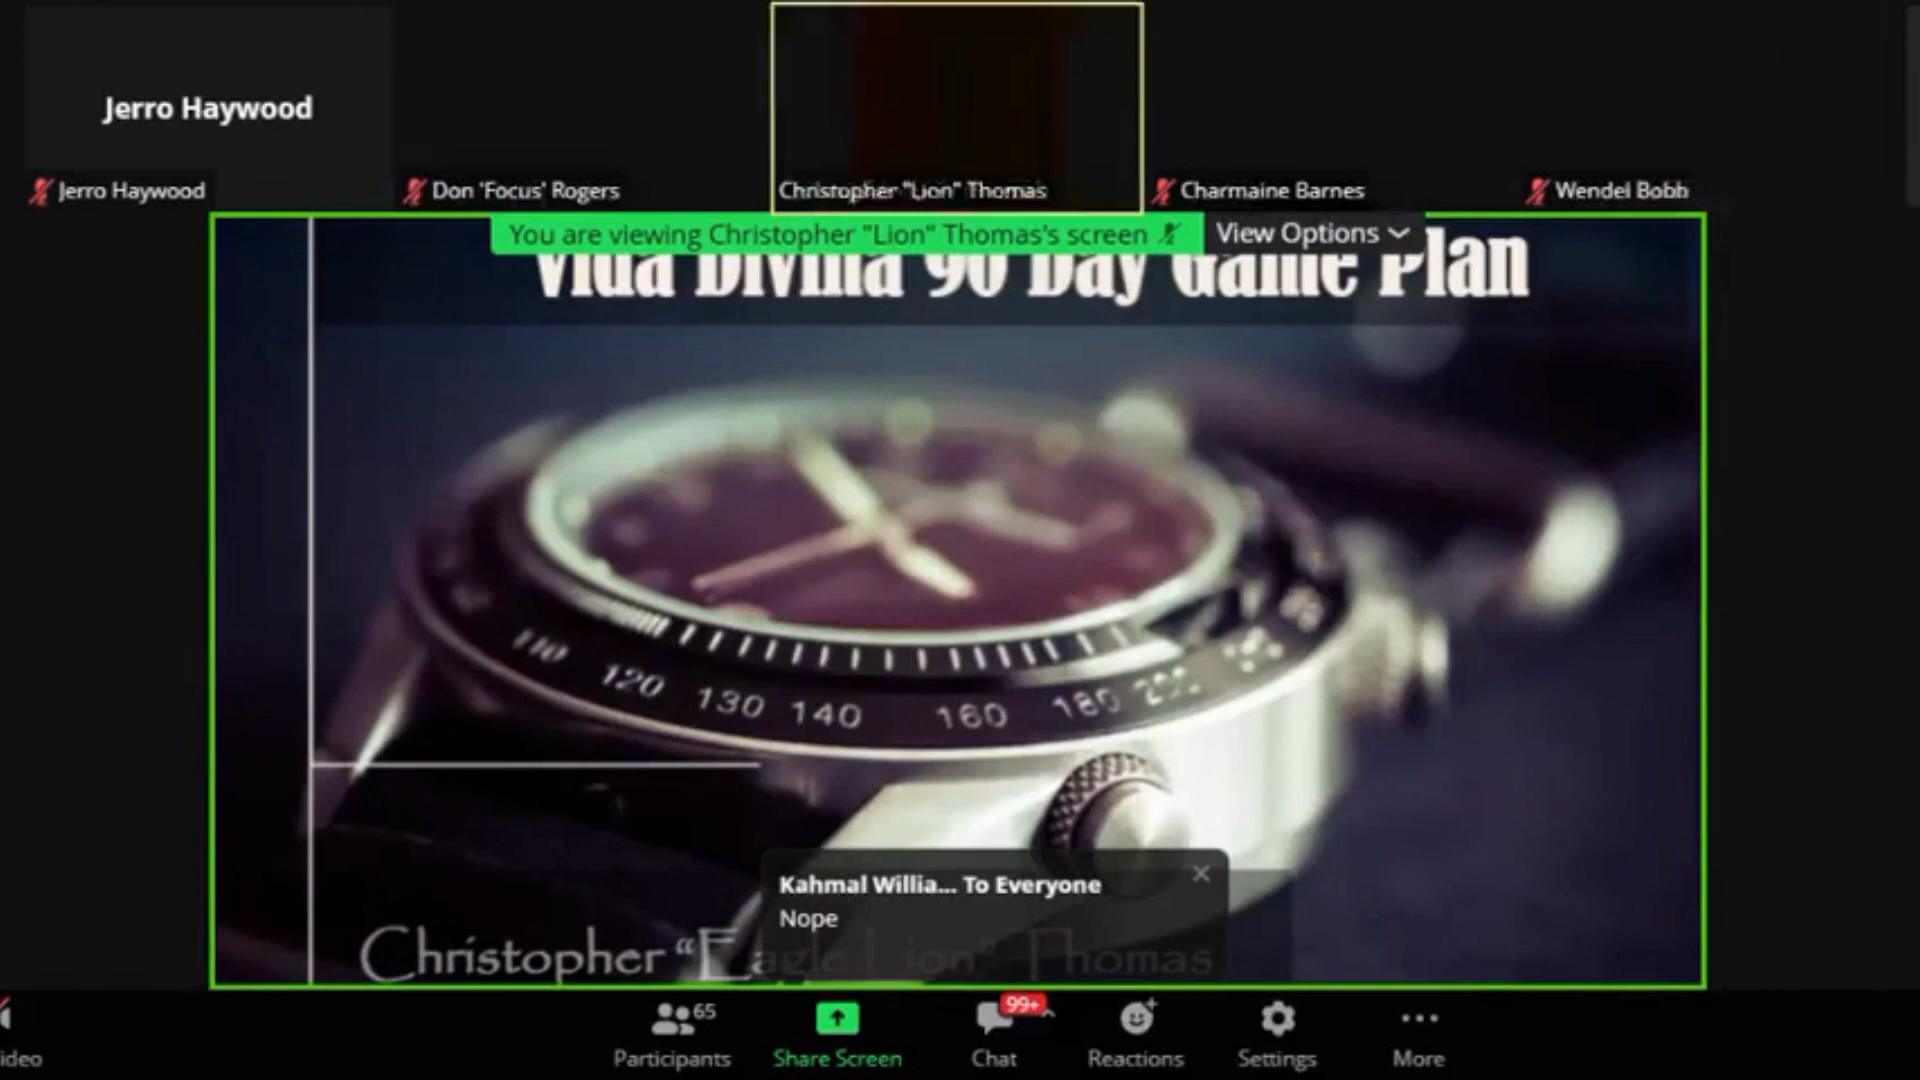 Jerro Haywood
Jerro Haywood
Don 'Focus' Rogers
Christopher "Lion" Thomas
Charmaine Barnes
Wendel Bobb
You are viewing Christopher "Lion" Thomas's screen
View Options
Vida Divina 90 Day Game Plan
110
120
130
140
160
180
200
Kahmal Willia... To Everyone
Nope
Christopher “Eagle Lion” Thomas
ideo
65
Participants
Share Screen
99+
Chat
Reactions
Settings
More